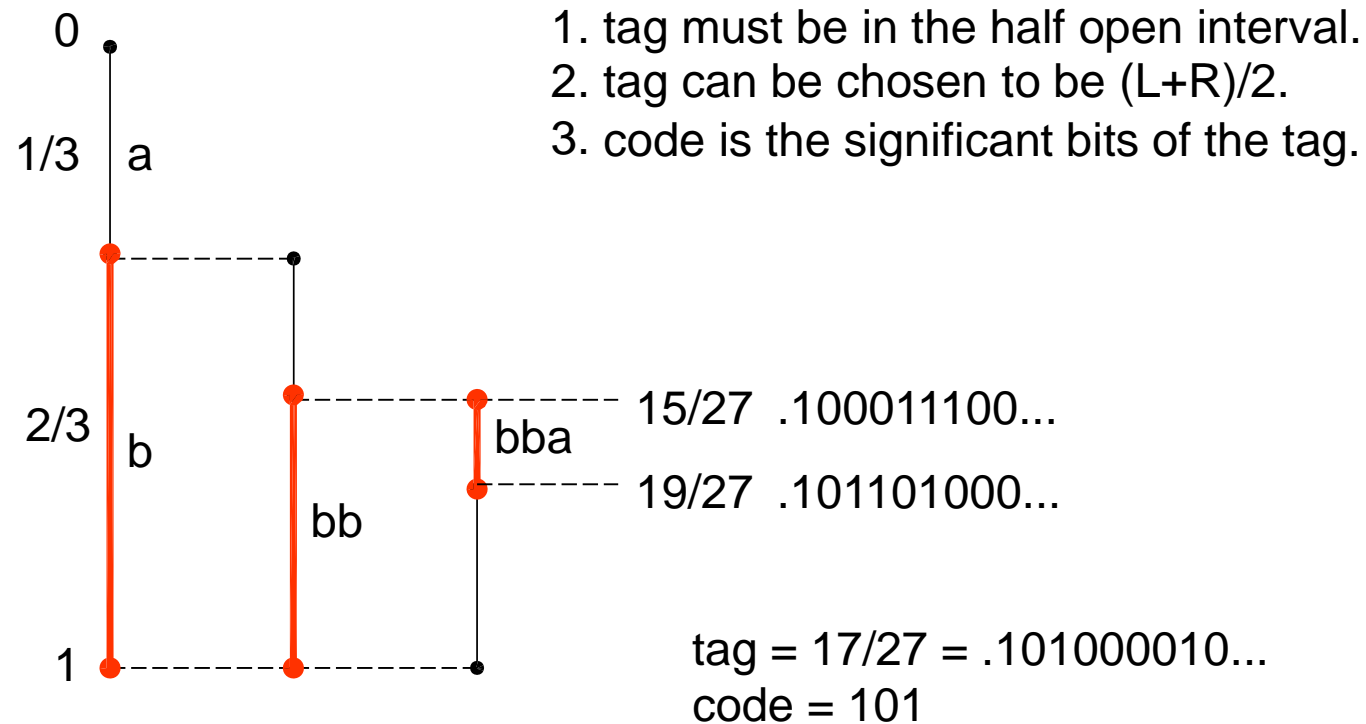 0
1. tag must be in the half open interval.
2. tag can be chosen to be (L+R)/2.
3. code is the significant bits of the tag.
1/3 a
15/27 .100011100...
2/3
bba
b
19/27 .101101000...
bb
1
tag = 17/27 = .101000010...
code = 101